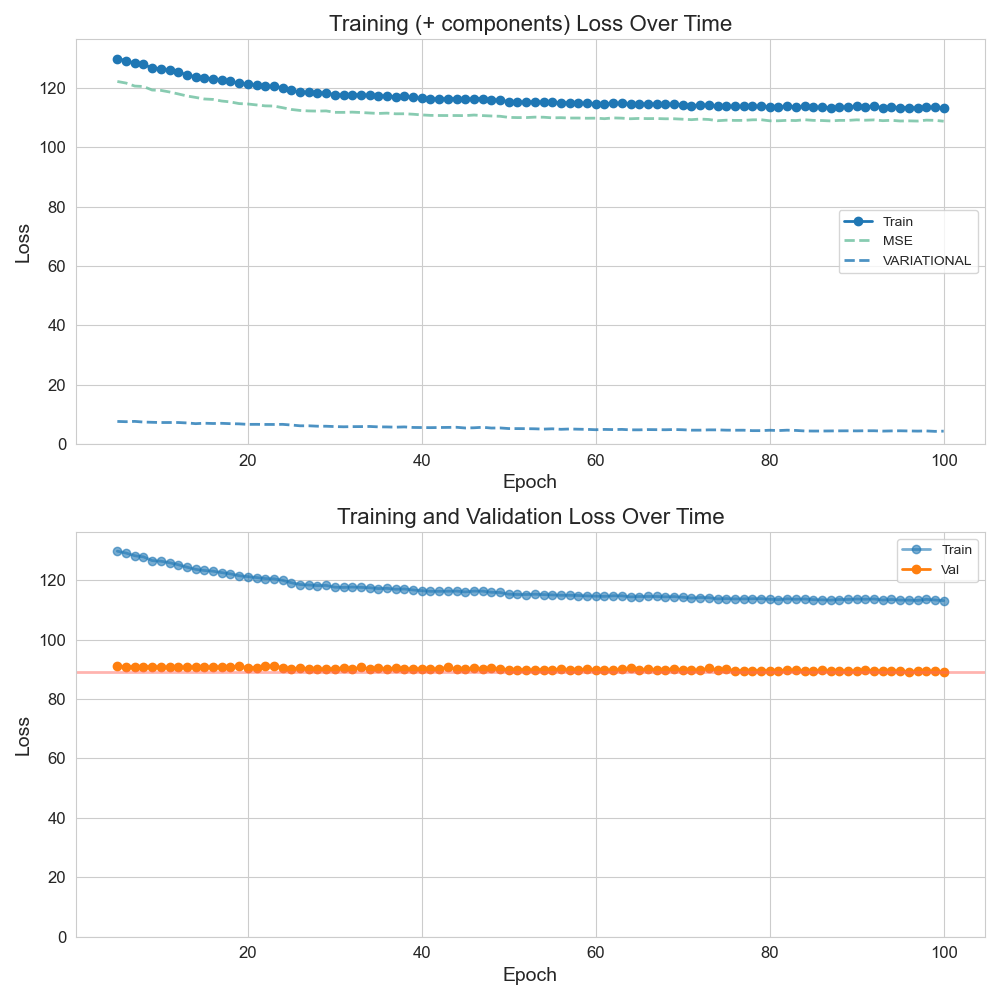 Training (+ components) Loss Over Time
Loss
120
100
80
60
40
20
0
Train
MSE
VARIATIONAL
20 40 60 80 100
Epoch
Training and Validation Loss Over Time
Loss
120
100
80
60
40
20
0
Train
Val
20 40 60 80 100
Epoch